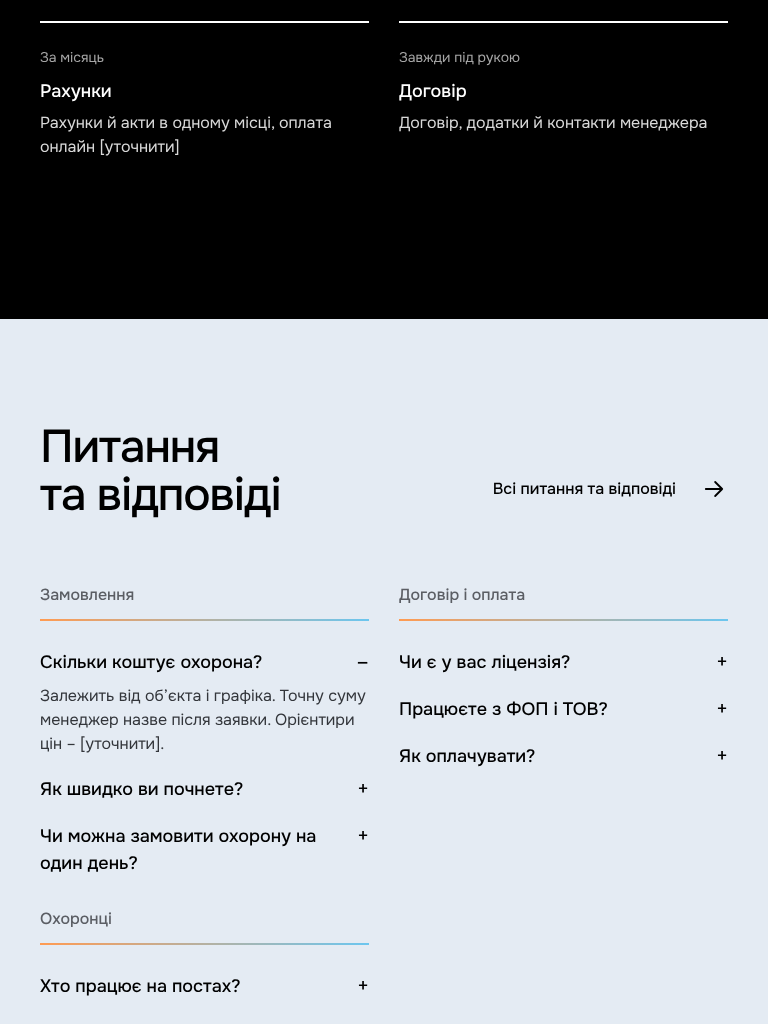 За місяць
Рахунки
Рахунки й акти в одному місці, оплата
онлайн [уточнити]
Завжди під рукою
Договір
Договір, додатки й контакти менеджера
Питання
та відповіді
Всі питання та відповіді
Замовлення
Скільки коштує охорона?
Залежить від обʼєкта і графіка. Точну суму
менеджер назве після заявки. Орієнтири
цін – [уточнити].
Як швидко ви почнете?
Чи можна замовити охорону на
один день?
Охоронці
Хто працює на постах?
Договір і оплата
Чи є у вас ліцензія?
Працюєте з ФОП і ТОВ?
Як оплачувати?